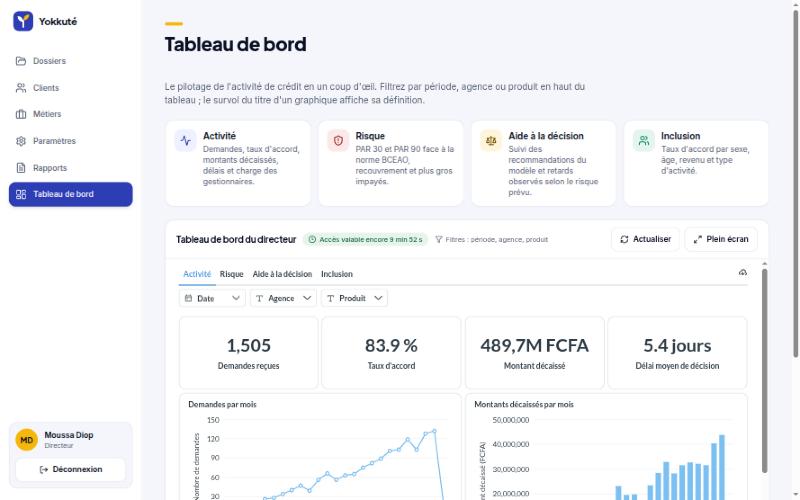 Yokkuté
Dossiers
Clients
Métiers
Paramètres
Rapports
Tableau de bord
MD
Moussa Diop
Directeur
Déconnexion
Tableau de bord
Le pilotage de l'activité de crédit en un coup d'œil. Filtrez par période, agence ou produit en haut du
tableau ; le survol du titre d'un graphique affiche sa définition.
Activité
Demandes, taux d'accord,
montants décaissés,
délais et charge des
gestionnaires.
Risque
PAR 30 et PAR 90 face à la
norme BCEAO,
recouvrement et plus gros
impayés.
Aide à la décision
Suivi des
recommandations du
modèle et retards
observés selon le risque
prévu.
Inclusion
Taux d'accord par sexe,
âge, revenu et type
d'activité.
Tableau de bord du directeur
Accès valable encore 9 min 52 s
Filtres : période, agence, produit
Actualiser
Plein écran
Activité Risque Aide à la décision Inclusion
Date
Agence
Produit
1,505
Demandes reçues
83.9 %
Taux d'accord
489,7M FCFA
Montant décaissé
5.4 jours
Délai moyen de décision
Demandes par mois
Nombre de demandes
150
120
90
60
30
Montants décaissés par mois
nt décaissé (FCFA)
50,000,000
40,000,000
30,000,000
20,000,000